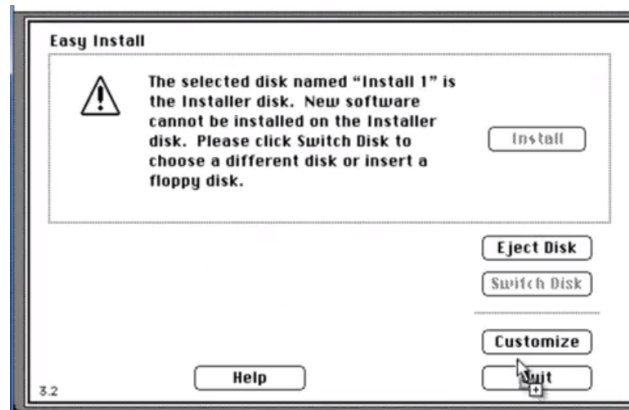 Easy Install
The selected disk named “Install 1” is
the Installer disk. New software
cannot be installed on the Installer
disk. Please click Switch Disk to
choose a different disk or insert a
floppy disk.
Install
Eject Disk
Switch Disk
Customize
Help
Quit
3.2